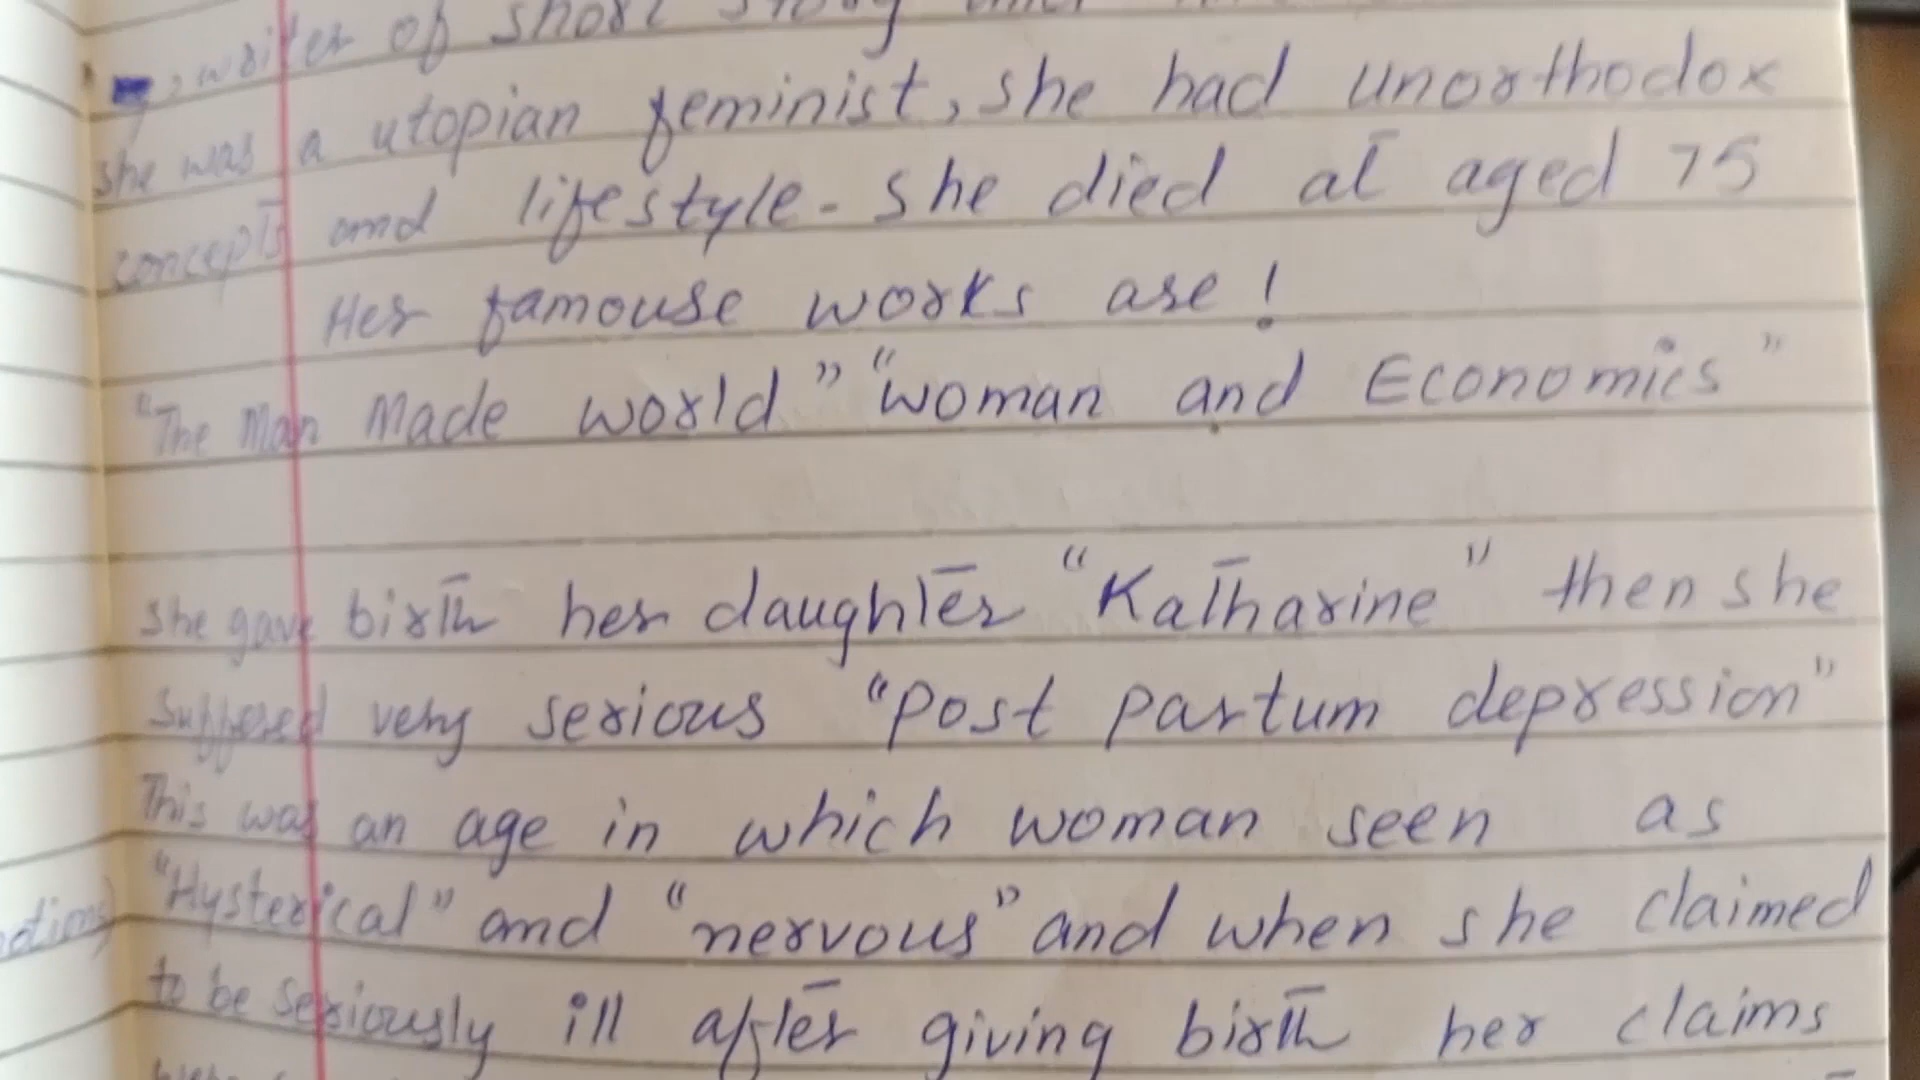 , writer of short story and
she was a utopian feminist, she had unorthodox
concepts and lifestyle - she died at aged 75
Her famouse works are !
"The Man Made world" "woman and Economics"
she gave birth her daughter "Katharine" then she
suffered very serious "post partum depression"
This was an age in which woman seen as
"Hysterical" and "nervous" and when she claimed
to be seriously ill after giving birth her claims